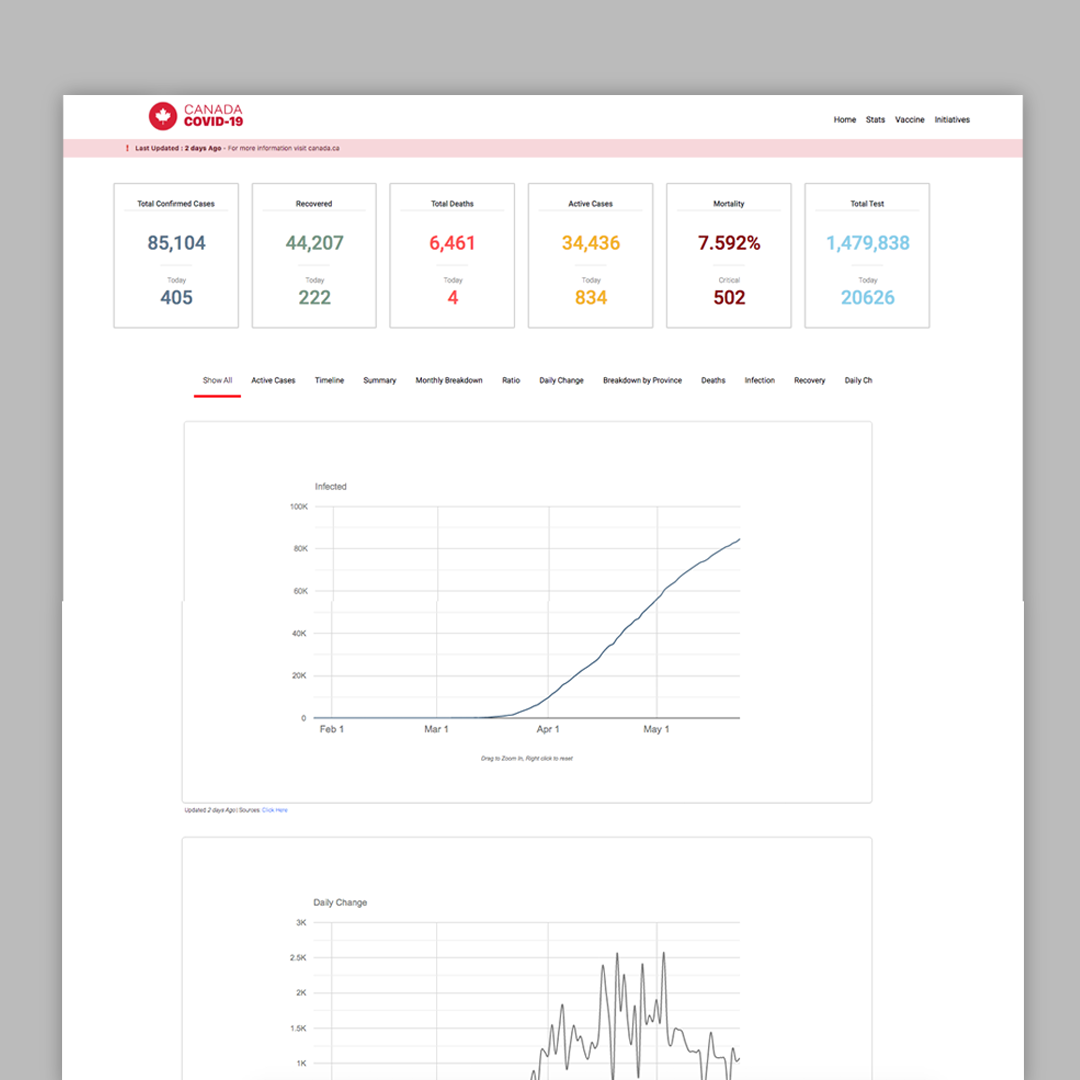 CANADA
COVID-19
Home Stats Vaccine Initiatives
! Last Updated : 2 days Ago - For more information visit canada.ca
Total Confirmed Cases Recovered Total Deaths Active Cases Mortality Total Test
85,104 44,207 6,461 34,436 7.592% 1,479,838
Today Today Today Today Critical Today
405 222 4 834 502 20626
Show All Active Cases Timeline Summary Monthly Breakdown Ratio Daily Change Breakdown by Province Deaths Infection Recovery Daily Ch
Infected
100K
80K
60K
40K
20K
0
Feb 1 Mar 1 Apr 1 May 1
Drag to Zoom In, Right click to reset
Updated 2 days Ago | Sources: Click Here
Daily Change
3K
2.5K
2K
1.5K
1K